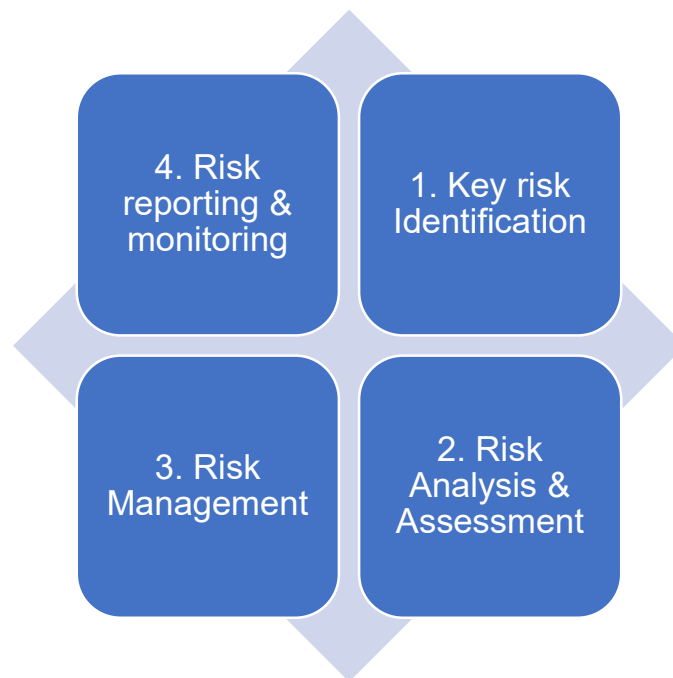 4. Risk
reporting &
monitoring
1. Key risk
Identification
3. Risk
Management
2. Risk
Analysis &
Assessment